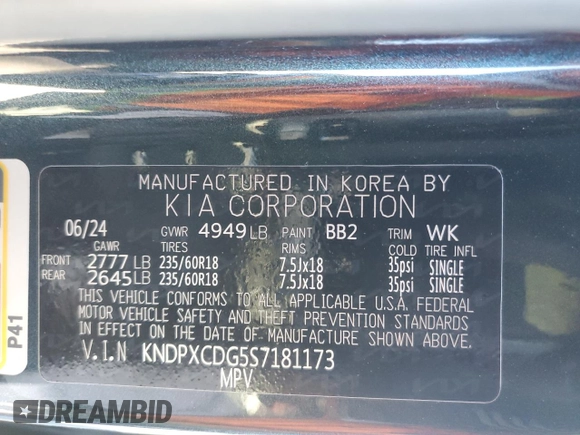 MANUFACTURED IN KOREA BY
KIA CORPORATION
06/24 GVWR 4949 LB PAINT BB2 TRIM WK
GAWR TIRES RIMS COLD TIRE INFL
FRONT 2777 LB 235/60R18 7.5Jx18 35psi SINGLE
REAR 2645 LB 235/60R18 7.5Jx18 35psi SINGLE
THIS VEHICLE CONFORMS TO ALL APPLICABLE U.S.A. FEDERAL
MOTOR VEHICLE SAFETY AND THEFT PREVENTION STANDARDS
IN EFFECT ON THE DATE OF MANUFACTURE SHOWN ABOVE.
V.I.N KNDPXCDG5S7181173
MPV
P41
DREAMBID